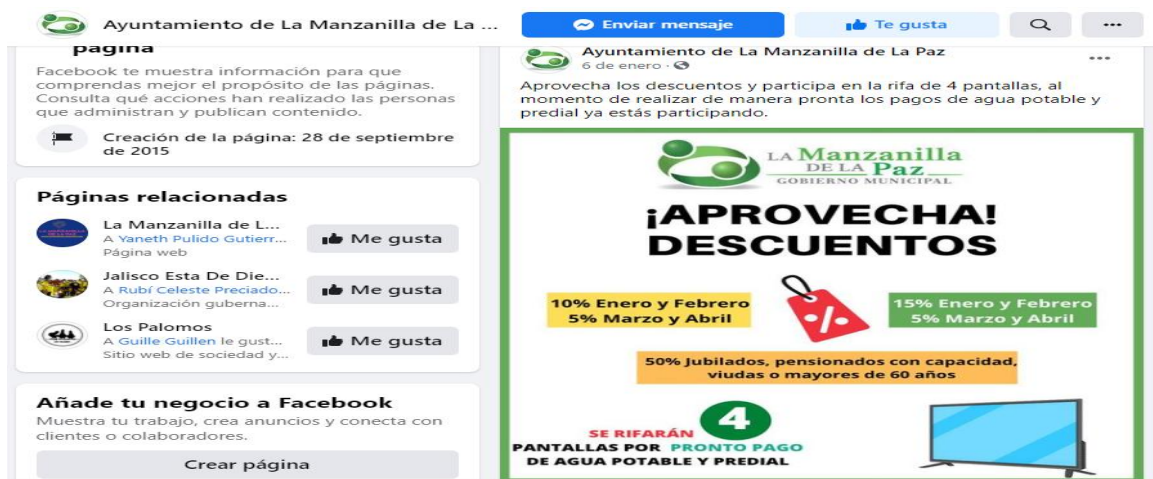 Ayuntamiento de La Manzanilla de La ...
Enviar mensaje
Te gusta
página
Facebook te muestra información para que
comprendas mejor el propósito de las páginas.
Consulta qué acciones han realizado las personas
que administran y publican contenido.
Creación de la página: 28 de septiembre
de 2015
Páginas relacionadas
La Manzanilla de L...
A Yaneth Pulido Gutierr...
Página web
Me gusta
Jalisco Esta De Die...
A Rubí Celeste Preciado...
Organización guberna...
Me gusta
Los Palomos
A Guille Guillen le gust...
Sitio web de sociedad y...
Me gusta
Añade tu negocio a Facebook
Muestra tu trabajo, crea anuncios y conecta con
clientes o colaboradores.
Crear página
Ayuntamiento de La Manzanilla de La Paz
6 de enero ·
Aprovecha los descuentos y participa en la rifa de 4 pantallas, al
momento de realizar de manera pronta los pagos de agua potable y
predial ya estás participando.
LA Manzanilla
DE LA Paz
GOBIERNO MUNICIPAL
¡APROVECHA!
DESCUENTOS
10% Enero y Febrero
5% Marzo y Abril
%
15% Enero y Febrero
5% Marzo y Abril
50% Jubilados, pensionados con capacidad,
viudas o mayores de 60 años
SE RIFARÁN 4
PANTALLAS POR PRONTO PAGO
DE AGUA POTABLE Y PREDIAL